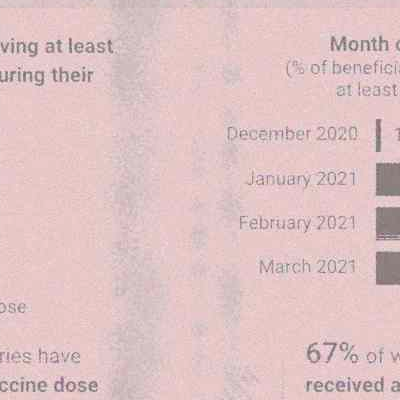 ving at least
uring their
ose
ries have
ccine dose
Month o
(% of benefici
at least
December 2020
January 2021
February 2021
March 2021
67% of w
received a